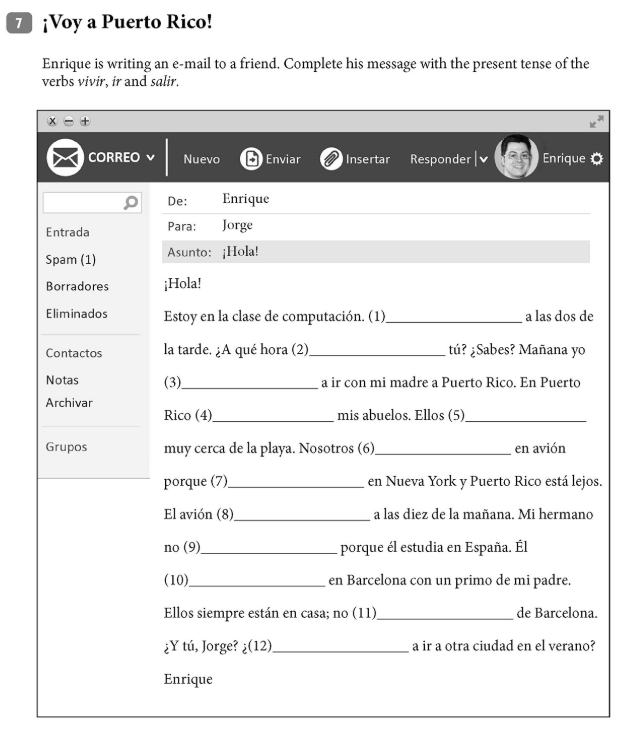 7 ¡Voy a Puerto Rico!
Enrique is writing an e-mail to a friend. Complete his message with the present tense of the
verbs vivir, ir and salir.
CORREO Nuevo Enviar Insertar Responder Enrique
De: Enrique
Para: Jorge
Asunto: ¡Hola!
Entrada
Spam (1)
Borradores
Eliminados
Contactos
Notas
Archivar
Grupos
¡Hola!
Estoy en la clase de computación. (1)__________________ a las dos de
la tarde. ¿A qué hora (2)__________________ tú? ¿Sabes? Mañana yo
(3)__________________ a ir con mi madre a Puerto Rico. En Puerto
Rico (4)________________ mis abuelos. Ellos (5)________________
muy cerca de la playa. Nosotros (6)__________________ en avión
porque (7)__________________ en Nueva York y Puerto Rico está lejos.
El avión (8)__________________ a las diez de la mañana. Mi hermano
no (9)__________________ porque él estudia en España. Él
(10)__________________ en Barcelona con un primo de mi padre.
Ellos siempre están en casa; no (11)__________________ de Barcelona.
¿Y tú, Jorge? ¿(12)__________________ a ir a otra ciudad en el verano?
Enrique